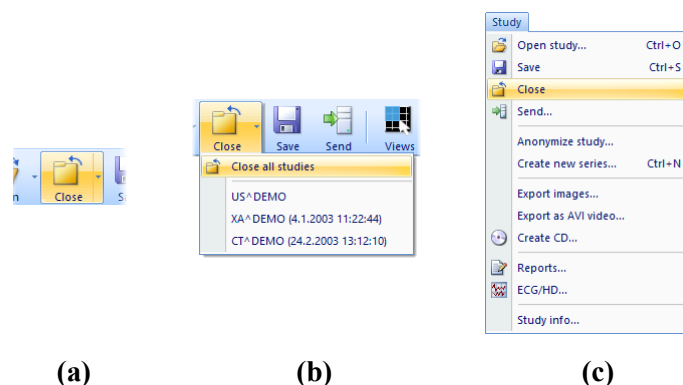 Close
Close Save Send Views
Close all studies
US^DEMO
XA^DEMO (4.1.2003 11:22:44)
CT^DEMO (24.2.2003 13:12:10)
Study
Open study... Ctrl+O
Save Ctrl+S
Close
Send...
Anonymize study...
Create new series... Ctrl+N
Export images...
Export as AVI video...
Create CD...
Reports...
ECG/HD...
Study info...
(a) (b) (c)